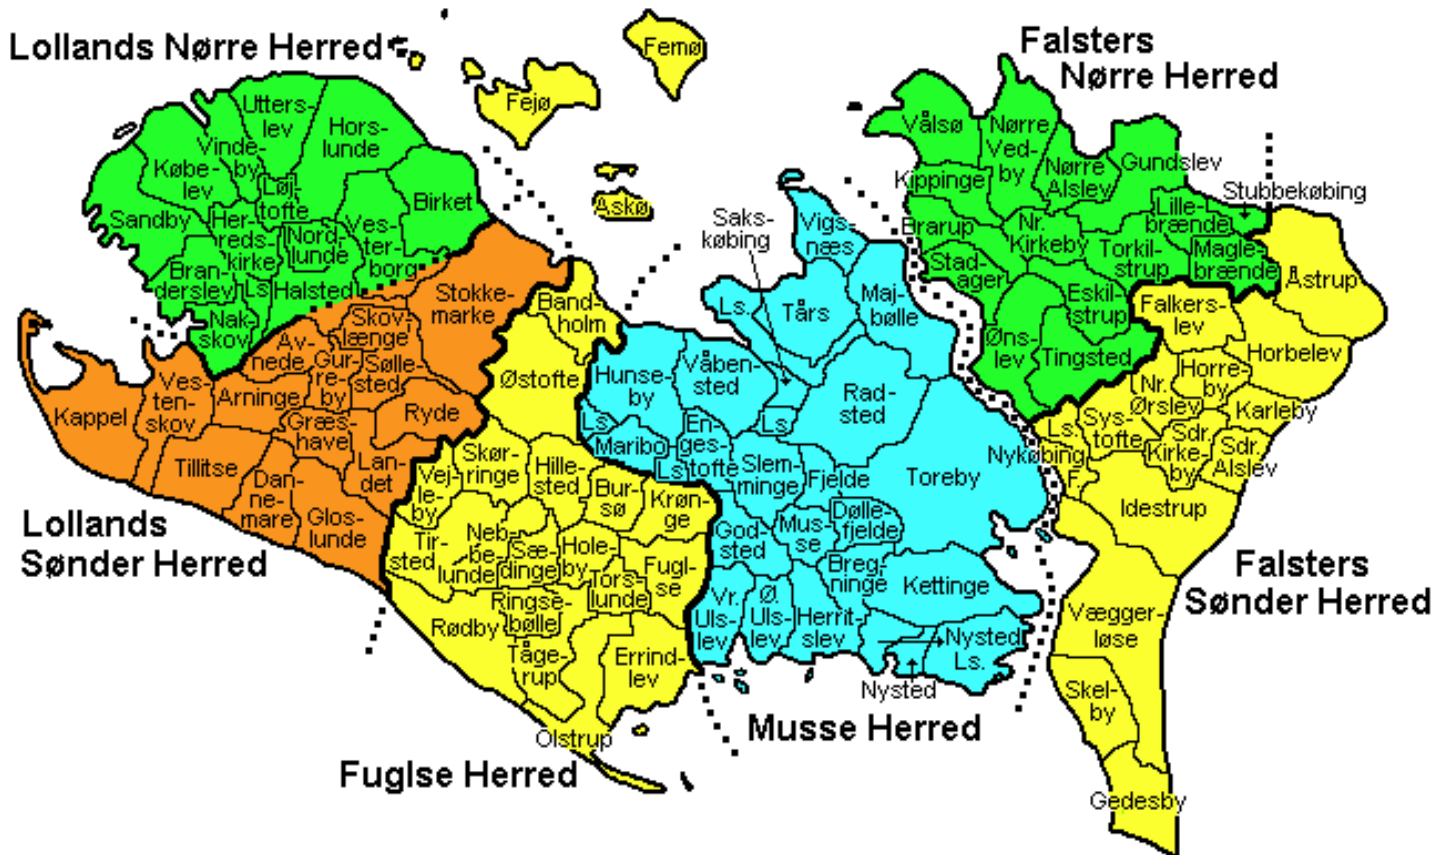 Lollands Nørre Herred
Falsters
Nørre Herred
Lollands
Sønder Herred
Fuglse Herred
Musse Herred
Falsters
Sønder Herred
Utters-
lev
Hors-
lunde
Vinde-
by
Købe-
lev
Løj-
tofte
Birket
Sandby
Her-
reds-
kirke
Nord-
lunde
Ves-
ter-
borg
Bran-
derslev
Ls.
Halsted
Nak-
skov
Stokke-
marke
Skov-
længe
Av-
nede
Gur-
re-
by
Sølle-
sted
Ves-
ten-
skov
Arninge
Kappel
Ryde
Græs-
have
Tillitse
Lan-
det
Dan-
ne-
mare
Glos-
lunde
Femø
Fejø
Askø
Band-
holm
Østofte
Skør-
ringe
Hille-
sted
Vej-
leby
Bur-
sø
Krøn-
ge
Tir-
sted
Neb-
be-
lunde
Sæ-
dinge
Hole-
by
Fugl-
se
Tors-
lunde
Ringse-
bølle
Rødby
Tåge-
rup
Errind-
lev
Olstrup
Saks-
købing
Vigs-
næs
Maj-
bølle
Ls.
Tårs
Hunse-
by
Våben-
sted
Rad-
sted
Ls.
Ls.
Maribo
En-
ges-
tofte
Ls
Slem-
minge
Fjelde
Toreby
Døлle-
fjelde
Mus-
se
God-
sted
Breg-
ninge
Kettinge
Vr.
Uls-
lev
Ø.
Uls-
lev
Herrit-
slev
Nysted
Ls.
Nysted
Vålsø
Nørre
Ved-
by
Nørre
Alslev
Gundslev
Kippinge
Stubbekøbing
Lille-
brænde
Brarup
Nr.
Kirkeby
Torkil-
strup
Magle-
brænde
Stad-
ager
Eskil-
strup
Øns-
lev
Tingsted
Åstrup
Falkers-
lev
Horbelev
Horre-
by
Nr.
Ørslev
Karleby
Sys-
tofte
Ls.
Sdr.
Kirke-
by
Sdr.
Alslev
Nykøbing
F.
Idestrup
Vægger-
løse
Skel-
by
Gedesby